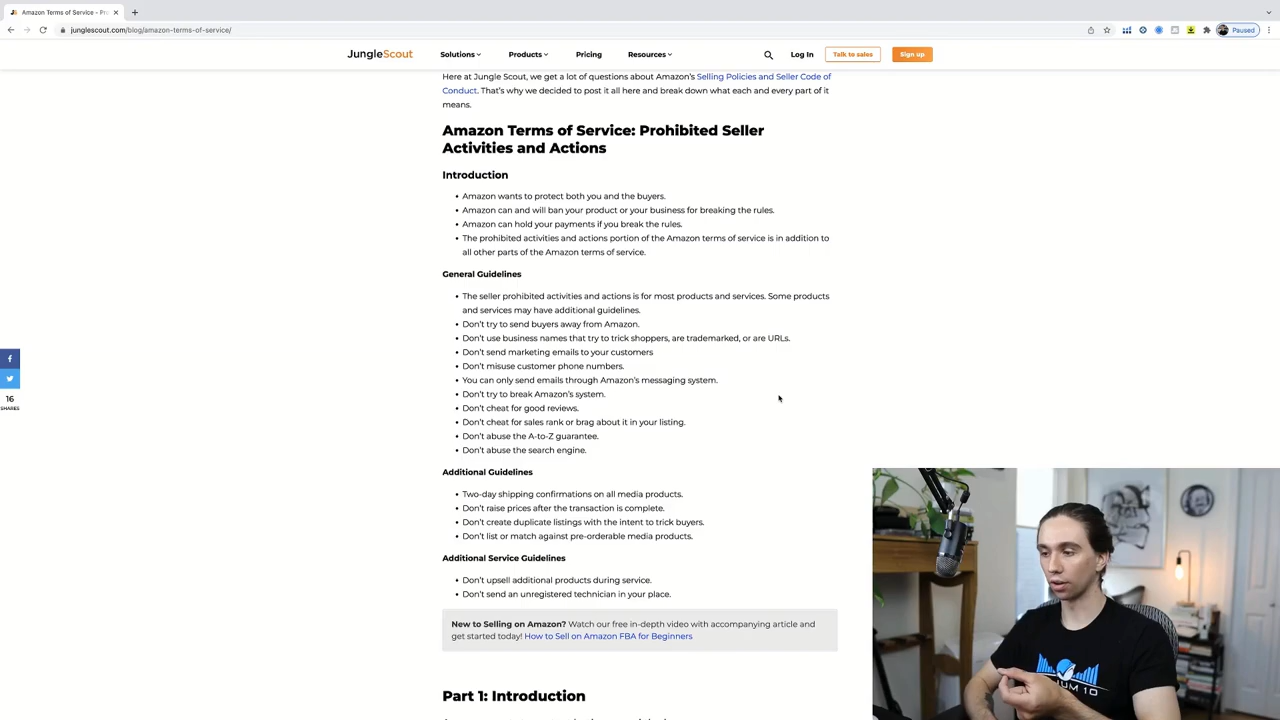 Amazon Terms of Service - Pr
junglescout.com/blog/amazon-terms-of-service/
Paused
JungleScout
Solutions
Products
Pricing
Resources
Log In
Talk to sales
Sign up
Here at Jungle Scout, we get a lot of questions about Amazon's Selling Policies and Seller Code of
Conduct. That's why we decided to post it all here and break down what each and every part of it
means.
Amazon Terms of Service: Prohibited Seller
Activities and Actions
Introduction
• Amazon wants to protect both you and the buyers.
• Amazon can and will ban your product or your business for breaking the rules.
• Amazon can hold your payments if you break the rules.
• The prohibited activities and actions portion of the Amazon terms of service is in addition to
all other parts of the Amazon terms of service.
General Guidelines
• The seller prohibited activities and actions is for most products and services. Some products
and services may have additional guidelines.
• Don't try to send buyers away from Amazon.
• Don't use business names that try to trick shoppers, are trademarked, or are URLs.
• Don't send marketing emails to your customers
• Don't misuse customer phone numbers.
• You can only send emails through Amazon's messaging system.
• Don't try to break Amazon's system.
• Don't cheat for good reviews.
• Don't cheat for sales rank or brag about it in your listing.
• Don't abuse the A-to-Z guarantee.
• Don't abuse the search engine.
16
SHARES
Additional Guidelines
• Two-day shipping confirmations on all media products.
• Don't raise prices after the transaction is complete.
• Don't create duplicate listings with the intent to trick buyers.
• Don't list or match against pre-orderable media products.
Additional Service Guidelines
• Don't upsell additional products during service.
• Don't send an unregistered technician in your place.
New to Selling on Amazon? Watch our free in-depth video with accompanying article and
get started today! How to Sell on Amazon FBA for Beginners
Part 1: Introduction